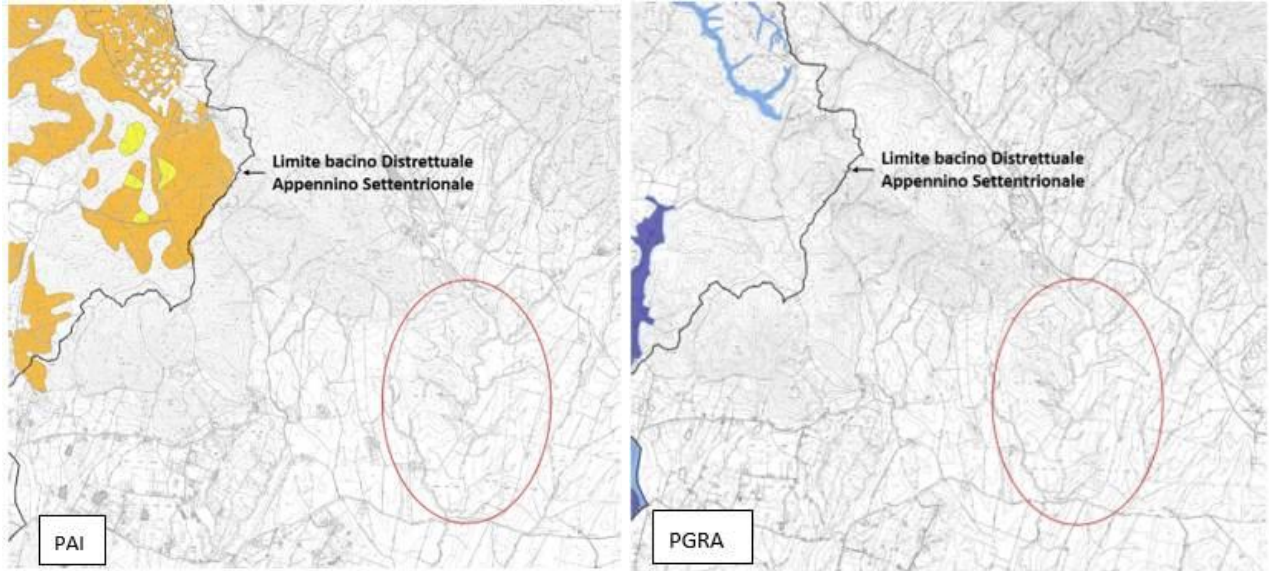 Limite bacino Distrettuale
Appennino Settentrionale
PAI
Limite bacino Distrettuale
Appennino Settentrionale
PGRA